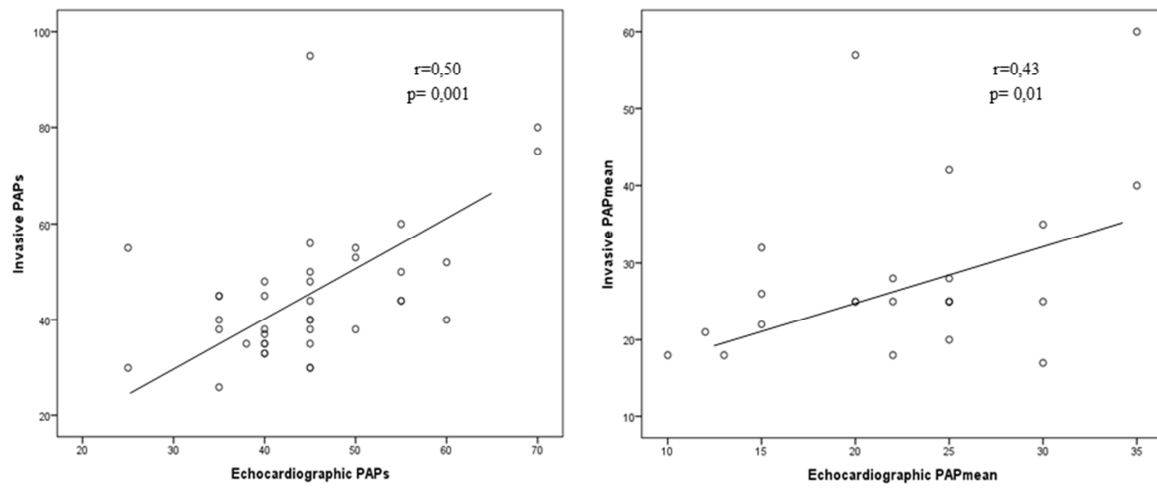 100
80
60
40
20
Invasive PAPs
r=0,50
p= 0,001
20 30 40 50 60 70
Echocardiographic PAPs
60
50
40
30
20
10
Invasive PAPmean
r=0,43
p= 0,01
10 15 20 25 30 35
Echocardiographic PAPmean